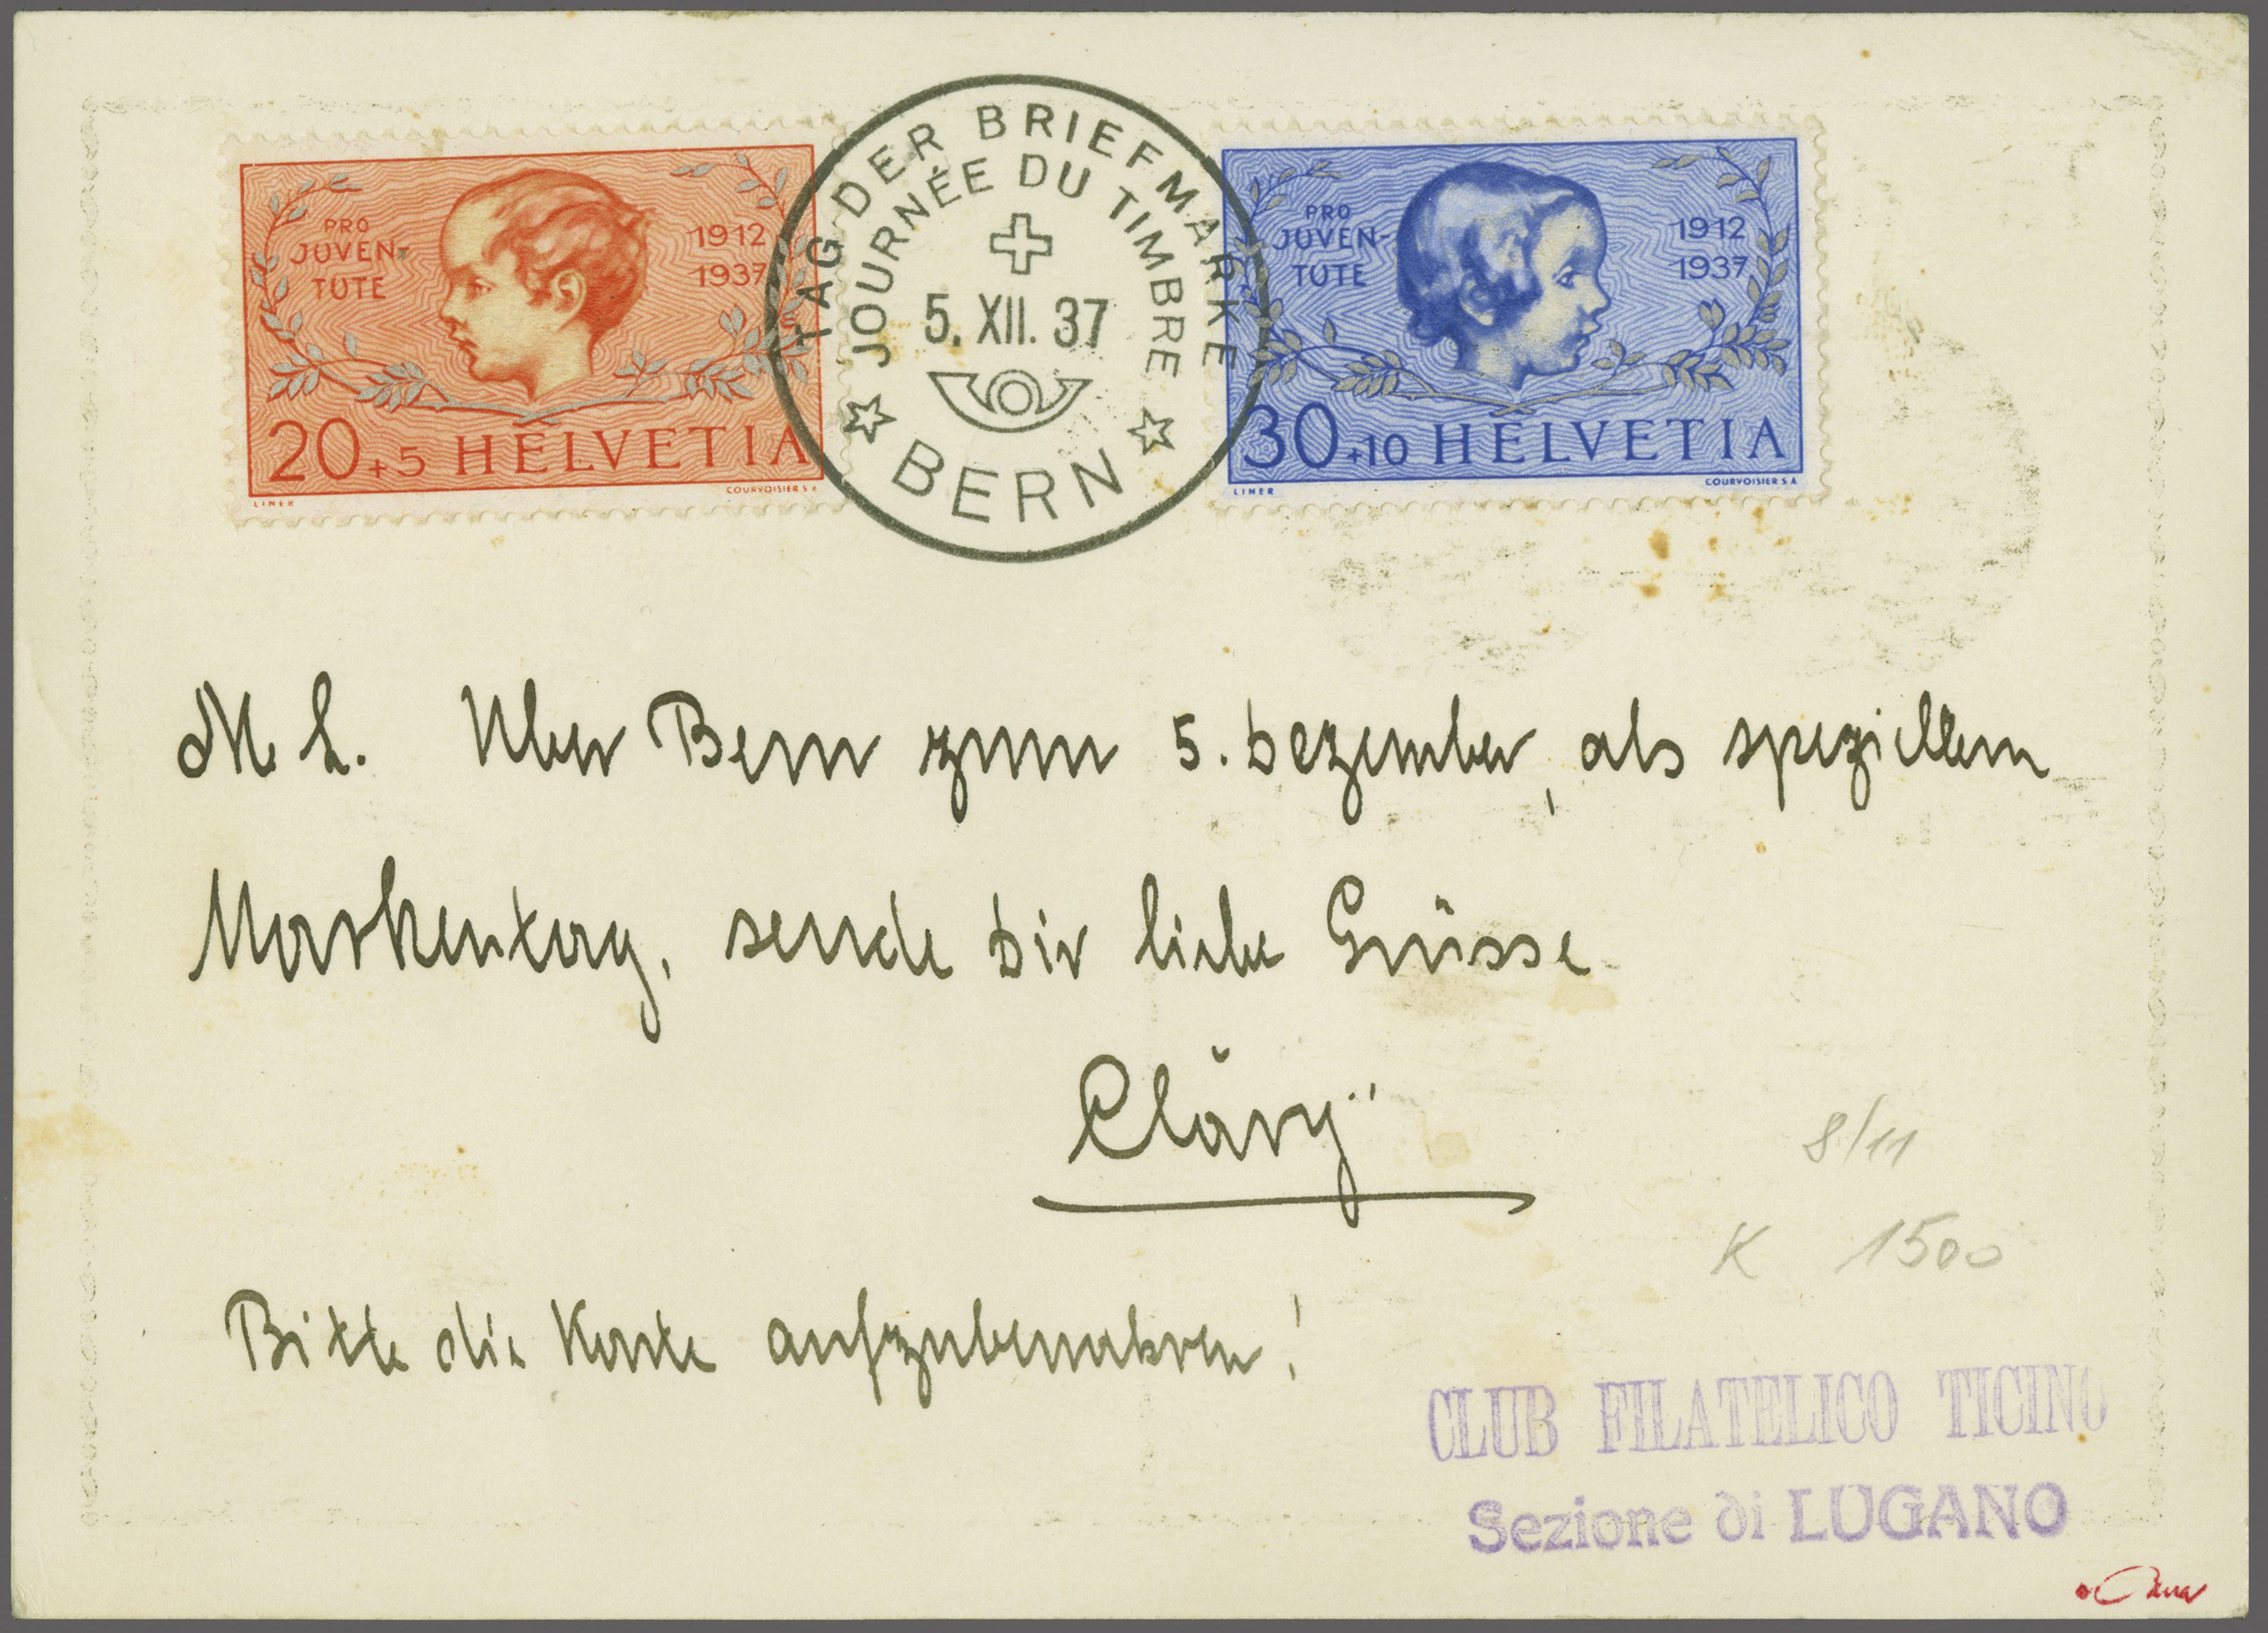 PRO
JUVEN-
TUTE
1912
1937
20+5 HELVETIA
LINER
COURVOISIER S A
TAG DER BRIEFMARKE
JOURNÉE DU TIMBRE
5. XII. 37
BERN
PRO
JUVEN-
TUTE
1912
1937
30+10 HELVETIA
LINER
COURVOISIER S A
M. L. Uber Bern zum 5. Dezember, als speziellem
Markentag, sende Dir liebe Grüsse
Cläry
8/11
K 1500
Bitte die Karte aufzubewahren!
CLUB FILATELICO TICINO
Sezione di LUGANO